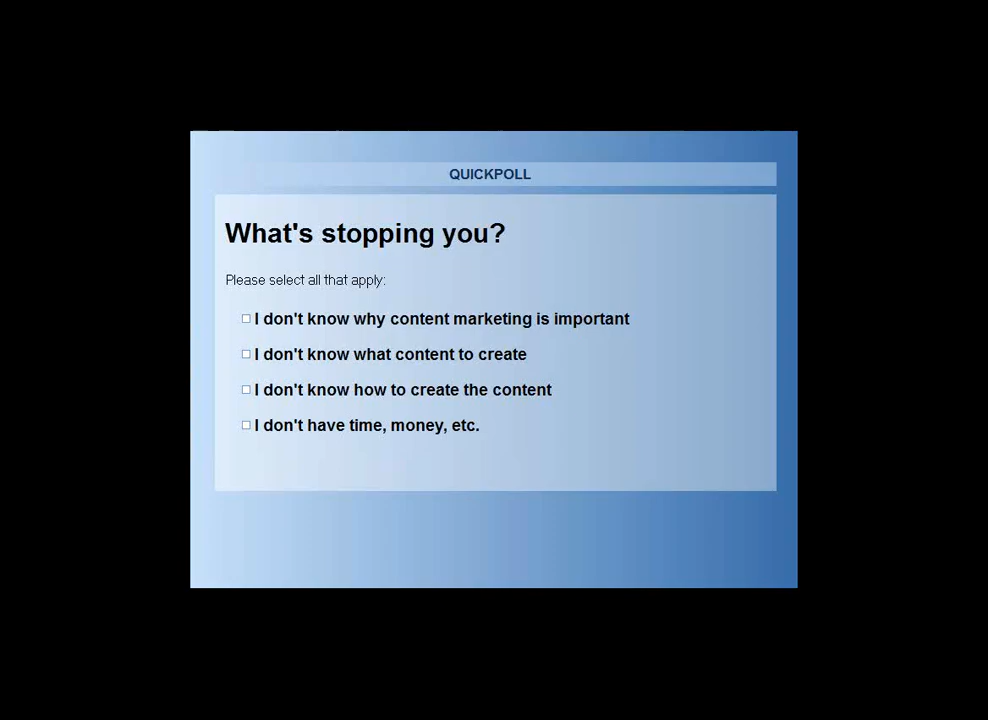 QUICKPOLL
What's stopping you?
Please select all that apply:
I don't know why content marketing is important
I don't know what content to create
I don't know how to create the content
I don't have time, money, etc.